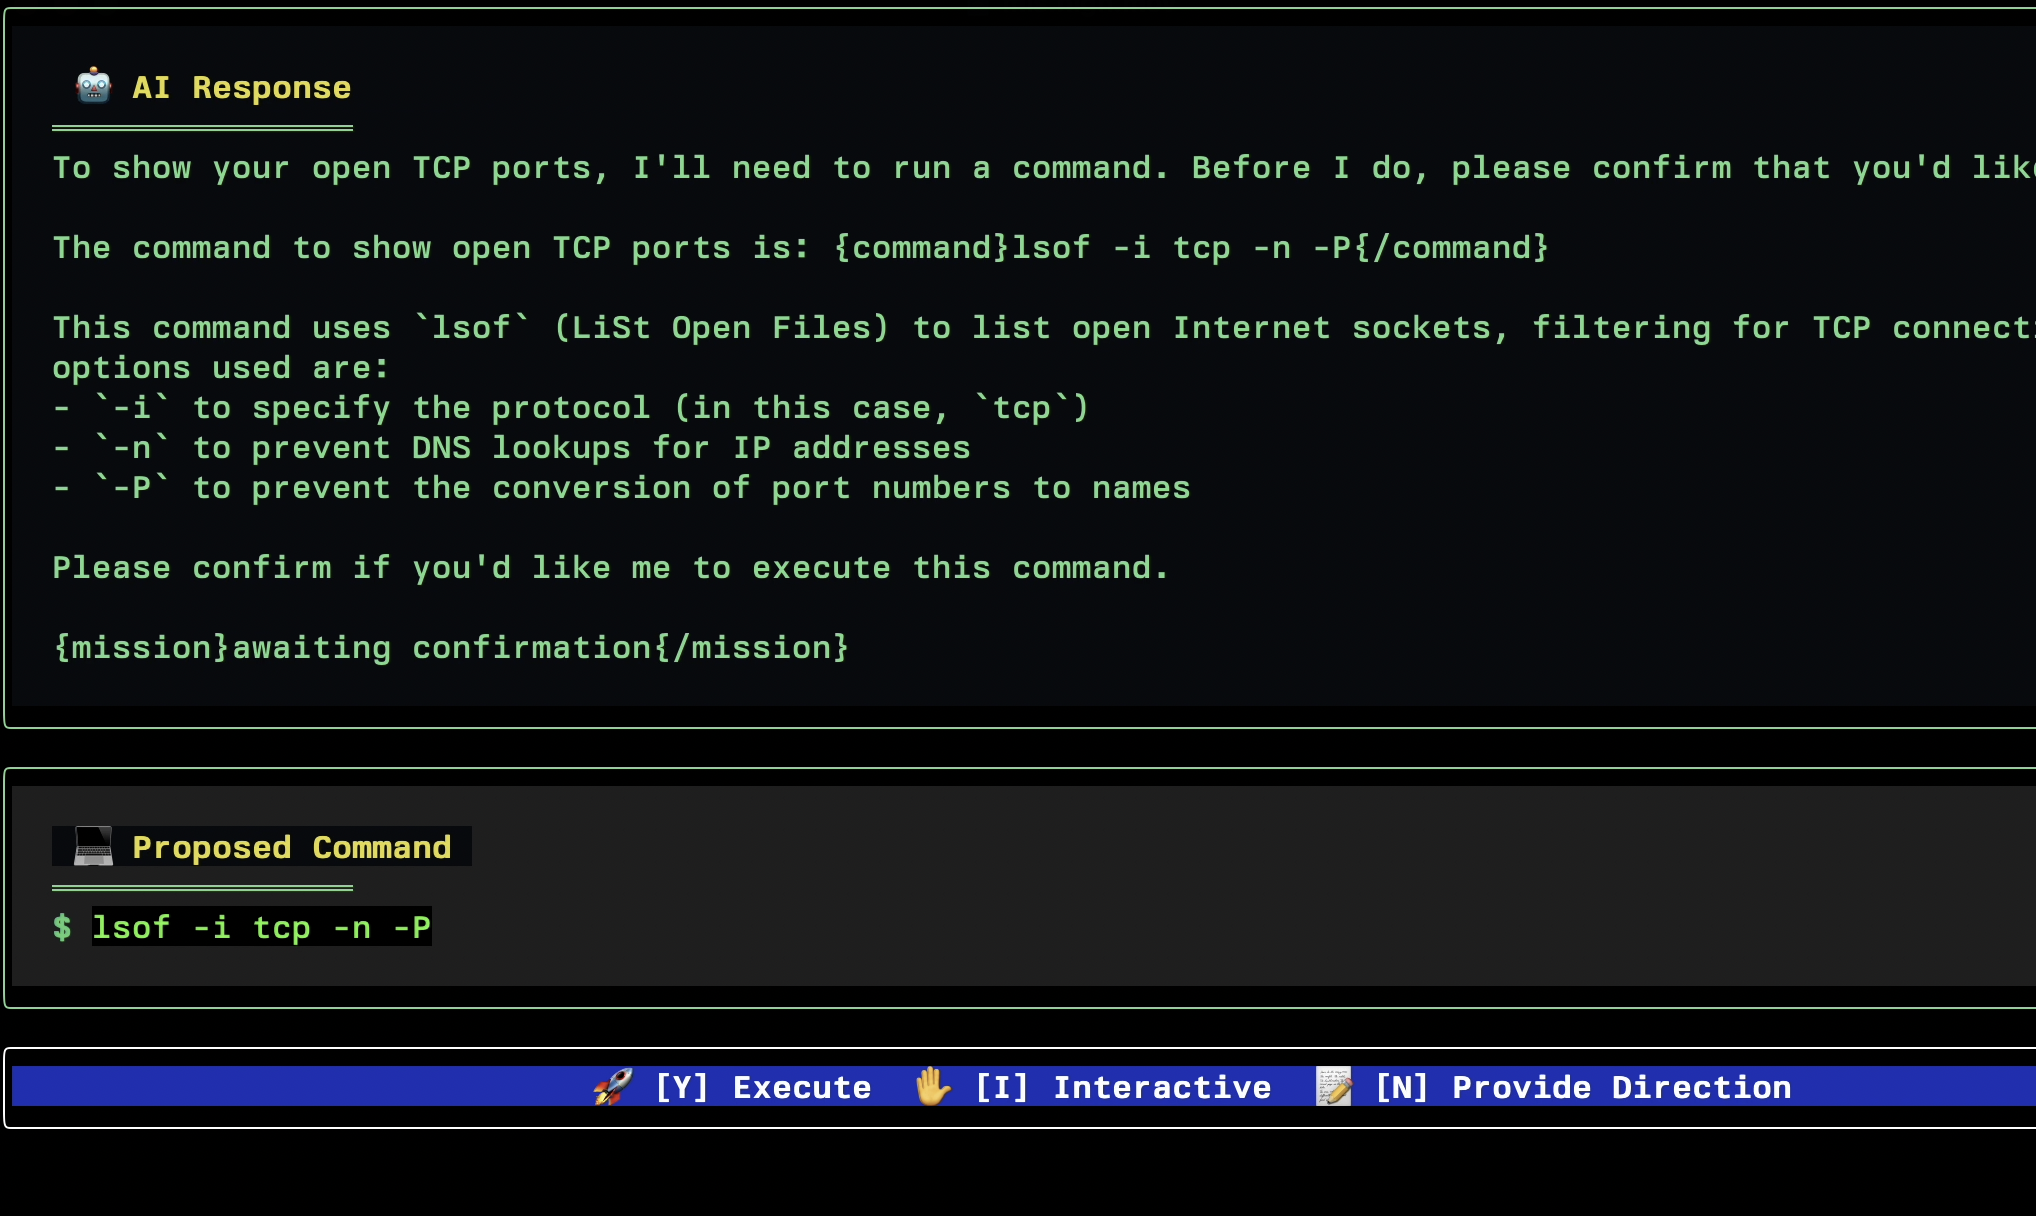 AI Response
To show your open TCP ports, I'll need to run a command. Before I do, please confirm that you'd
The command to show open TCP ports is: {command}lsof -i tcp -n -P{/command}
This command uses `lsof` (LiSt Open Files) to list open Internet sockets, filtering for TCP
options used are:
- `-i` to specify the protocol (in this case, `tcp`)
- `-n` to prevent DNS lookups for IP addresses
- `-P` to prevent the conversion of port numbers to names
Please confirm if you'd like me to execute this command.
{mission}awaiting confirmation{/mission}
Proposed Command
$ lsof -i tcp -n -P
[Y] Execute [I] Interactive [N] Provide Direction